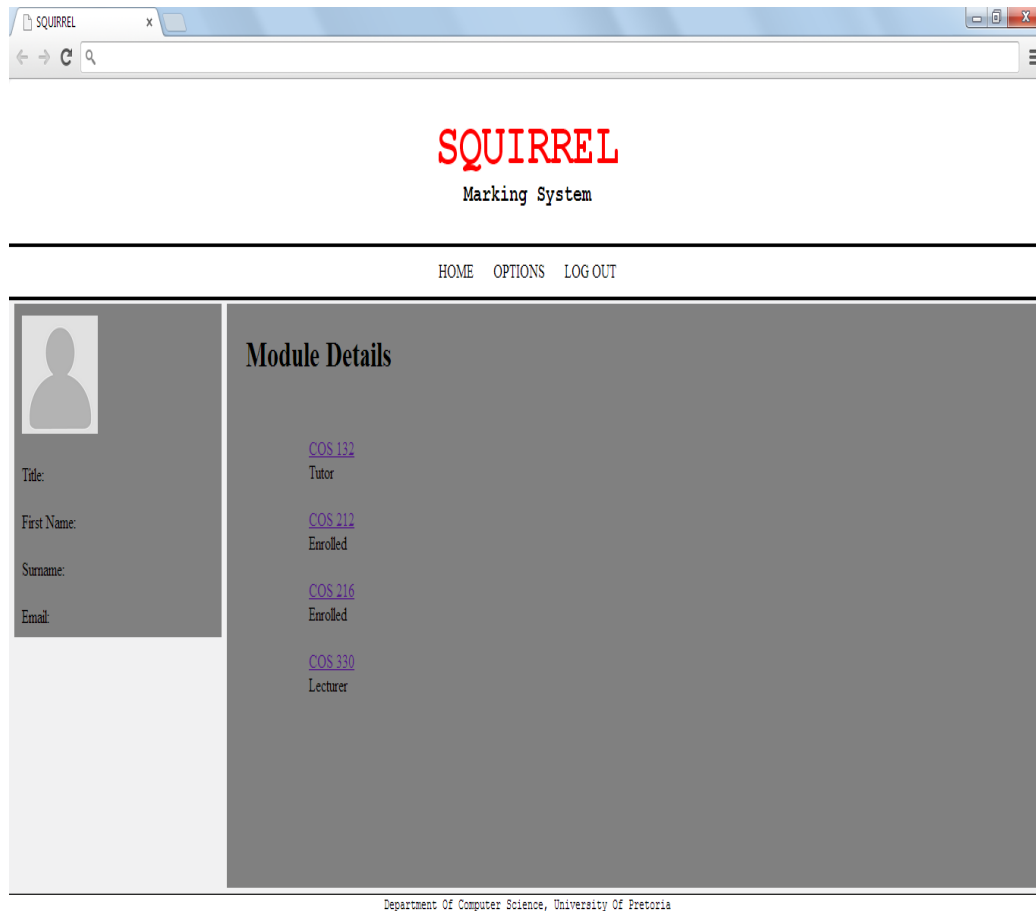 SQUIRREL
SQUIRREL
Marking System
HOME OPTIONS LOG OUT
Title:
First Name:
Surname:
Email:
Module Details
COS 132
Tutor
COS 212
Enrolled
COS 216
Enrolled
COS 330
Lecturer
Department Of Computer Science, University Of Pretoria